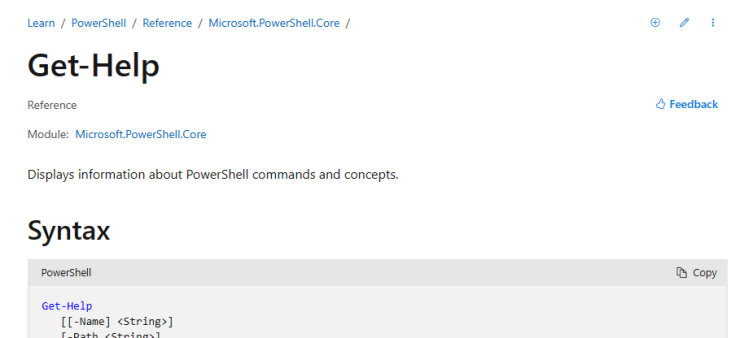 Learn / PowerShell / Reference / Microsoft.PowerShell.Core /
Get-Help
Reference
Feedback
Module: Microsoft.PowerShell.Core
Displays information about PowerShell commands and concepts.
Syntax
PowerShell
Copy
Get-Help
[[-Name] <String>]
[-Path <String>]